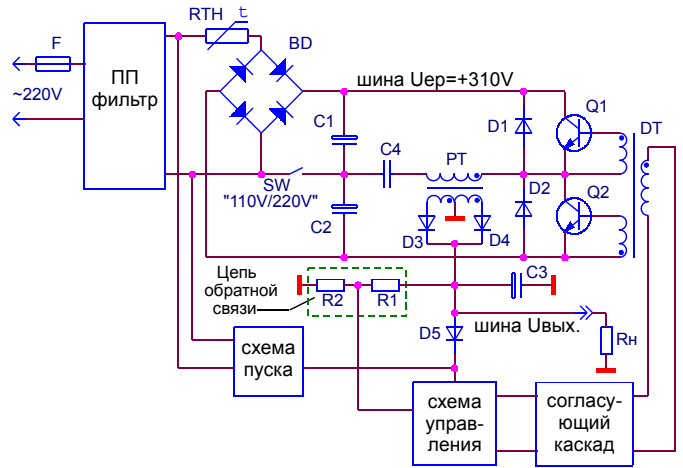 RTH
t
F
BD
ПП
фильтр
~220V
шина Uep=+310V
Q1
DT
C1
D1
C4
PT
SW
"110V/220V"
D2
Q2
C2
D3
D4
Цепь
обратной
связи
R2
R1
C3
D5
шина Uвых.
Rн
схема
пуска
схема
управ-
ления
согласу-
ющий
каскад